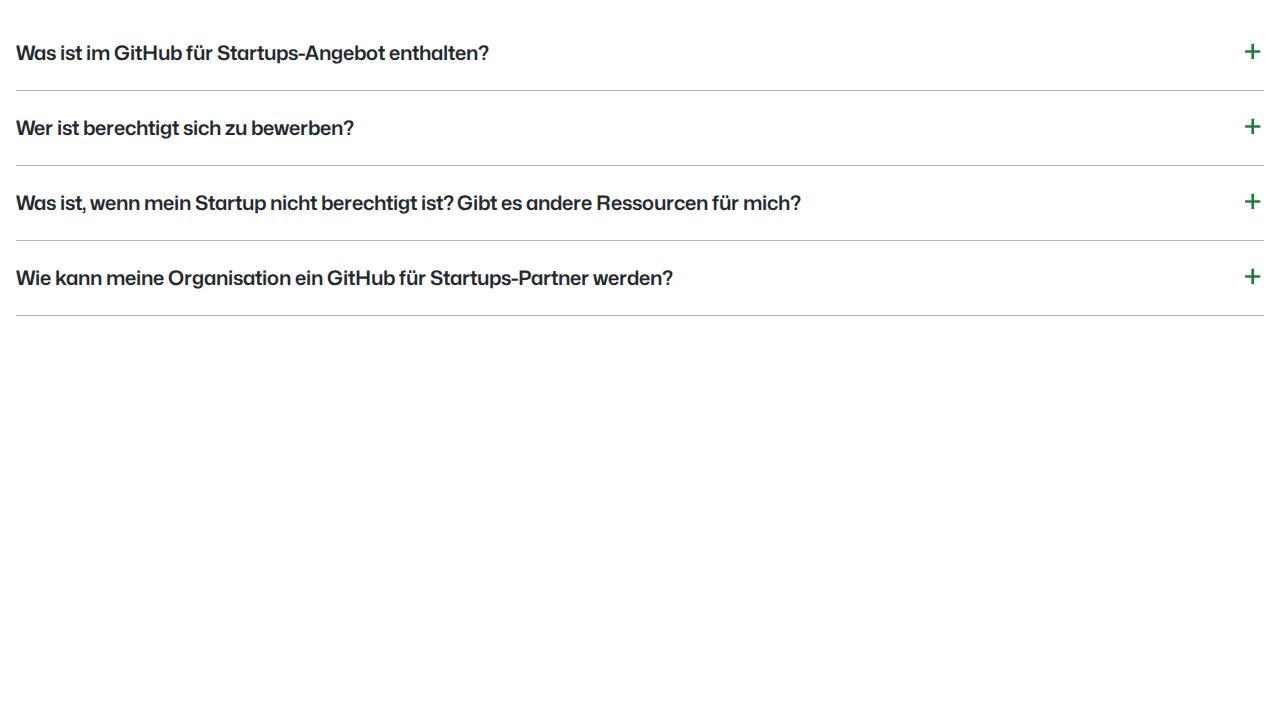 Was ist im GitHub für Startups-Angebot enthalten?
Wer ist berechtigt sich zu bewerben?
Was ist, wenn mein Startup nicht berechtigt ist? Gibt es andere Ressourcen für mich?
Wie kann meine Organisation ein GitHub für Startups-Partner werden?